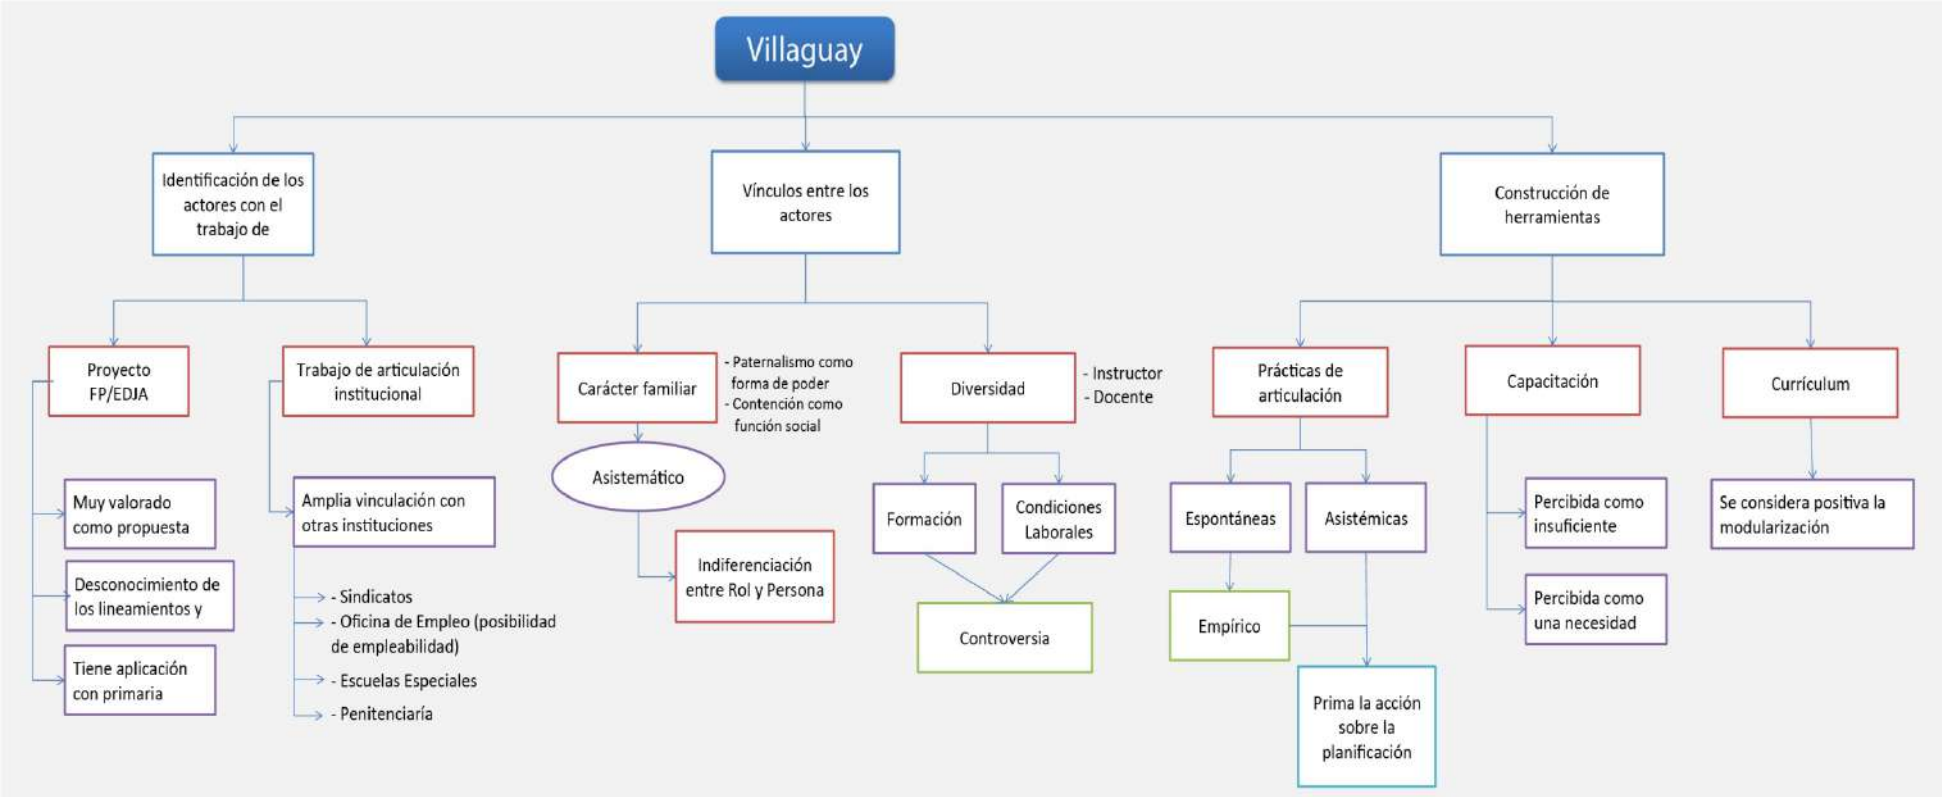 Villaguay
Identificación de los
actores con el
trabajo de
Vínculos entre los
actores
Construcción de
herramientas
Proyecto
FP/EDJA
Trabajo de articulación
institucional
Carácter familiar
- Paternalismo como
forma de poder
- Contención como
función social
Diversidad
- Instructor
- Docente
Prácticas de
articulación
Capacitación
Currículum
Muy valorado
como propuesta
Desconocimiento de
los lineamientos y
Tiene aplicación
con primaria
Amplia vinculación con
otras instituciones
- Sindicatos
- Oficina de Empleo (posibilidad
de empleabilidad)
- Escuelas Especiales
- Penitenciaría
Asistemático
Indiferenciación
entre Rol y Persona
Formación
Condiciones
Laborales
Controversia
Espontáneas
Asistémicas
Empírico
Prima la acción
sobre la
planificación
Percibida como
insuficiente
Percibida como
una necesidad
Se considera positiva la
modularización